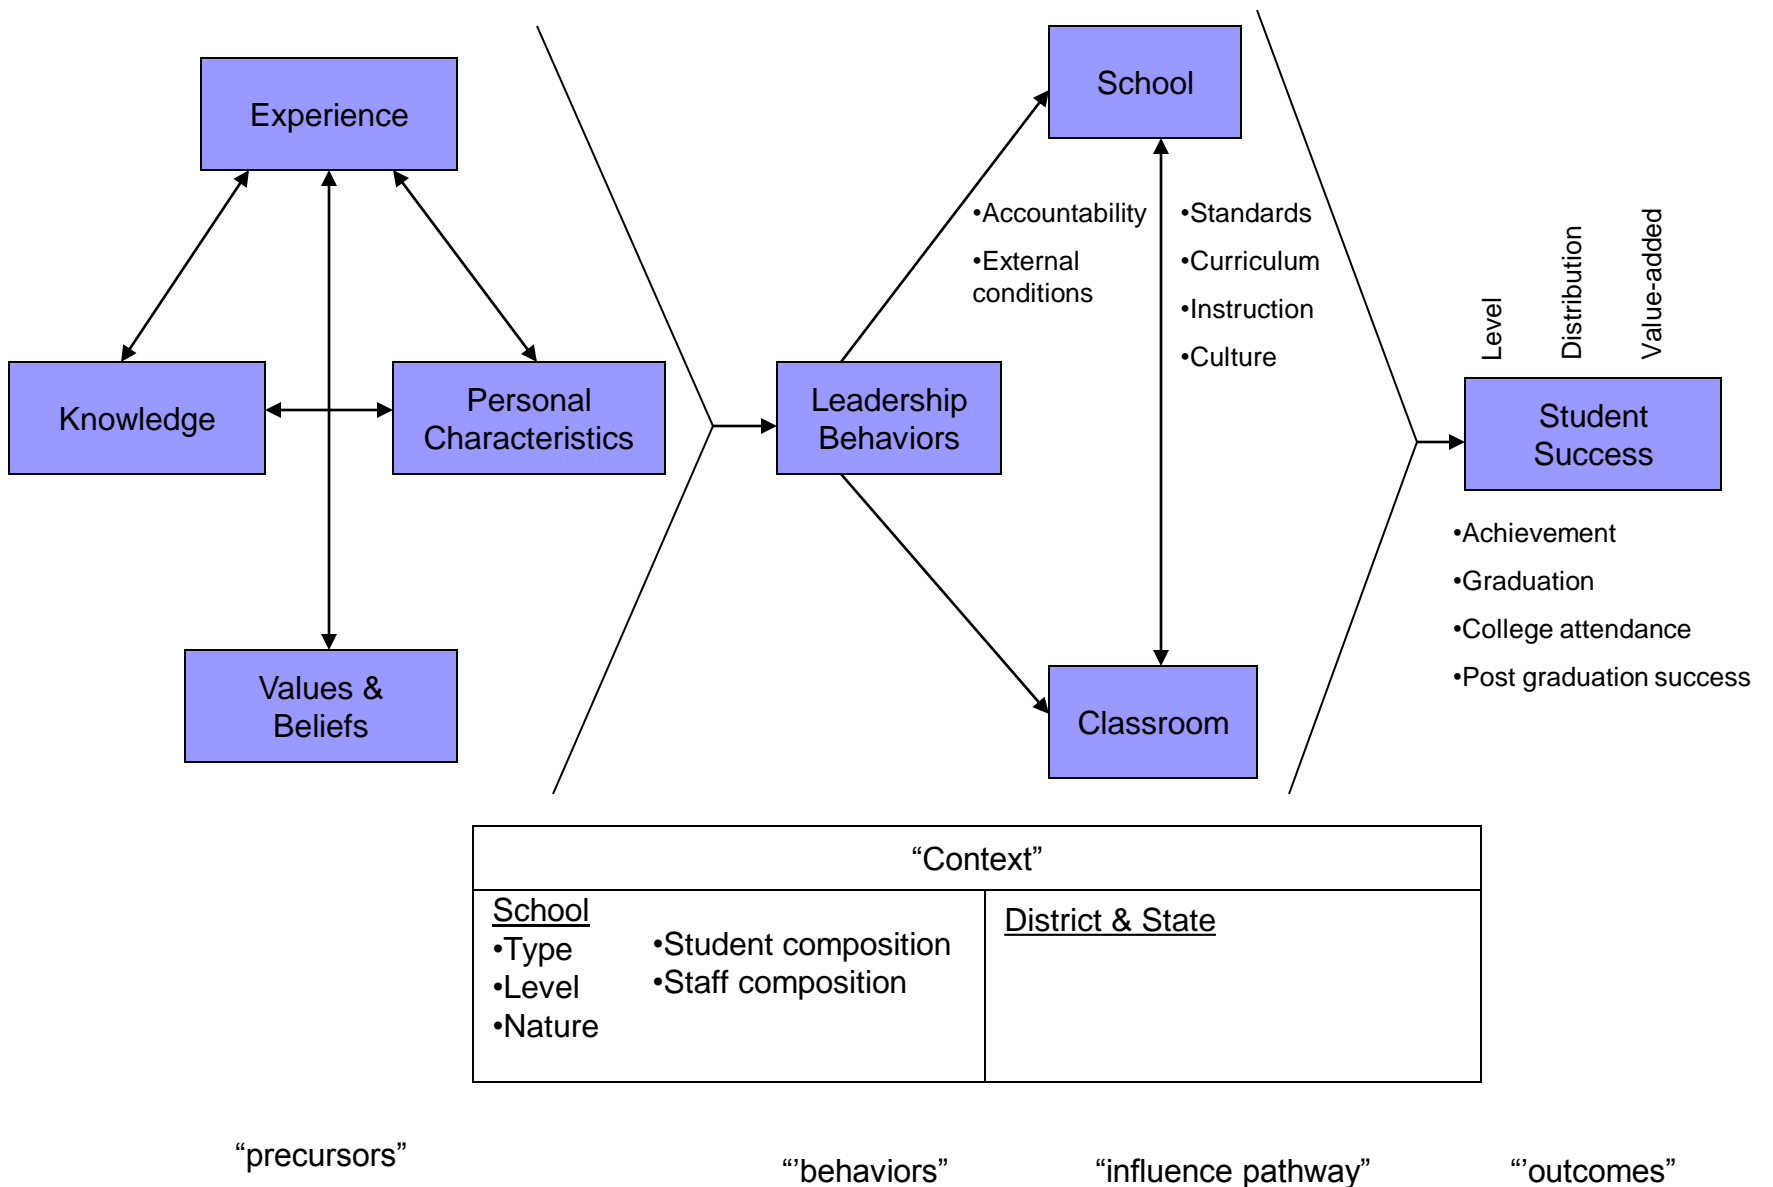 Experience
Knowledge
Personal
Characteristics
Values &
Beliefs
Leadership
Behaviors
School
•Accountability
•External
conditions
•Standards
•Curriculum
•Instruction
•Culture
Classroom
Level
Distribution
Value-added
Student
Success
•Achievement
•Graduation
•College attendance
•Post graduation success
“Context”
School
•Type
•Level
•Nature
•Student composition
•Staff composition
District & State
“precursors”
“’behaviors”
“influence pathway”
“’outcomes”